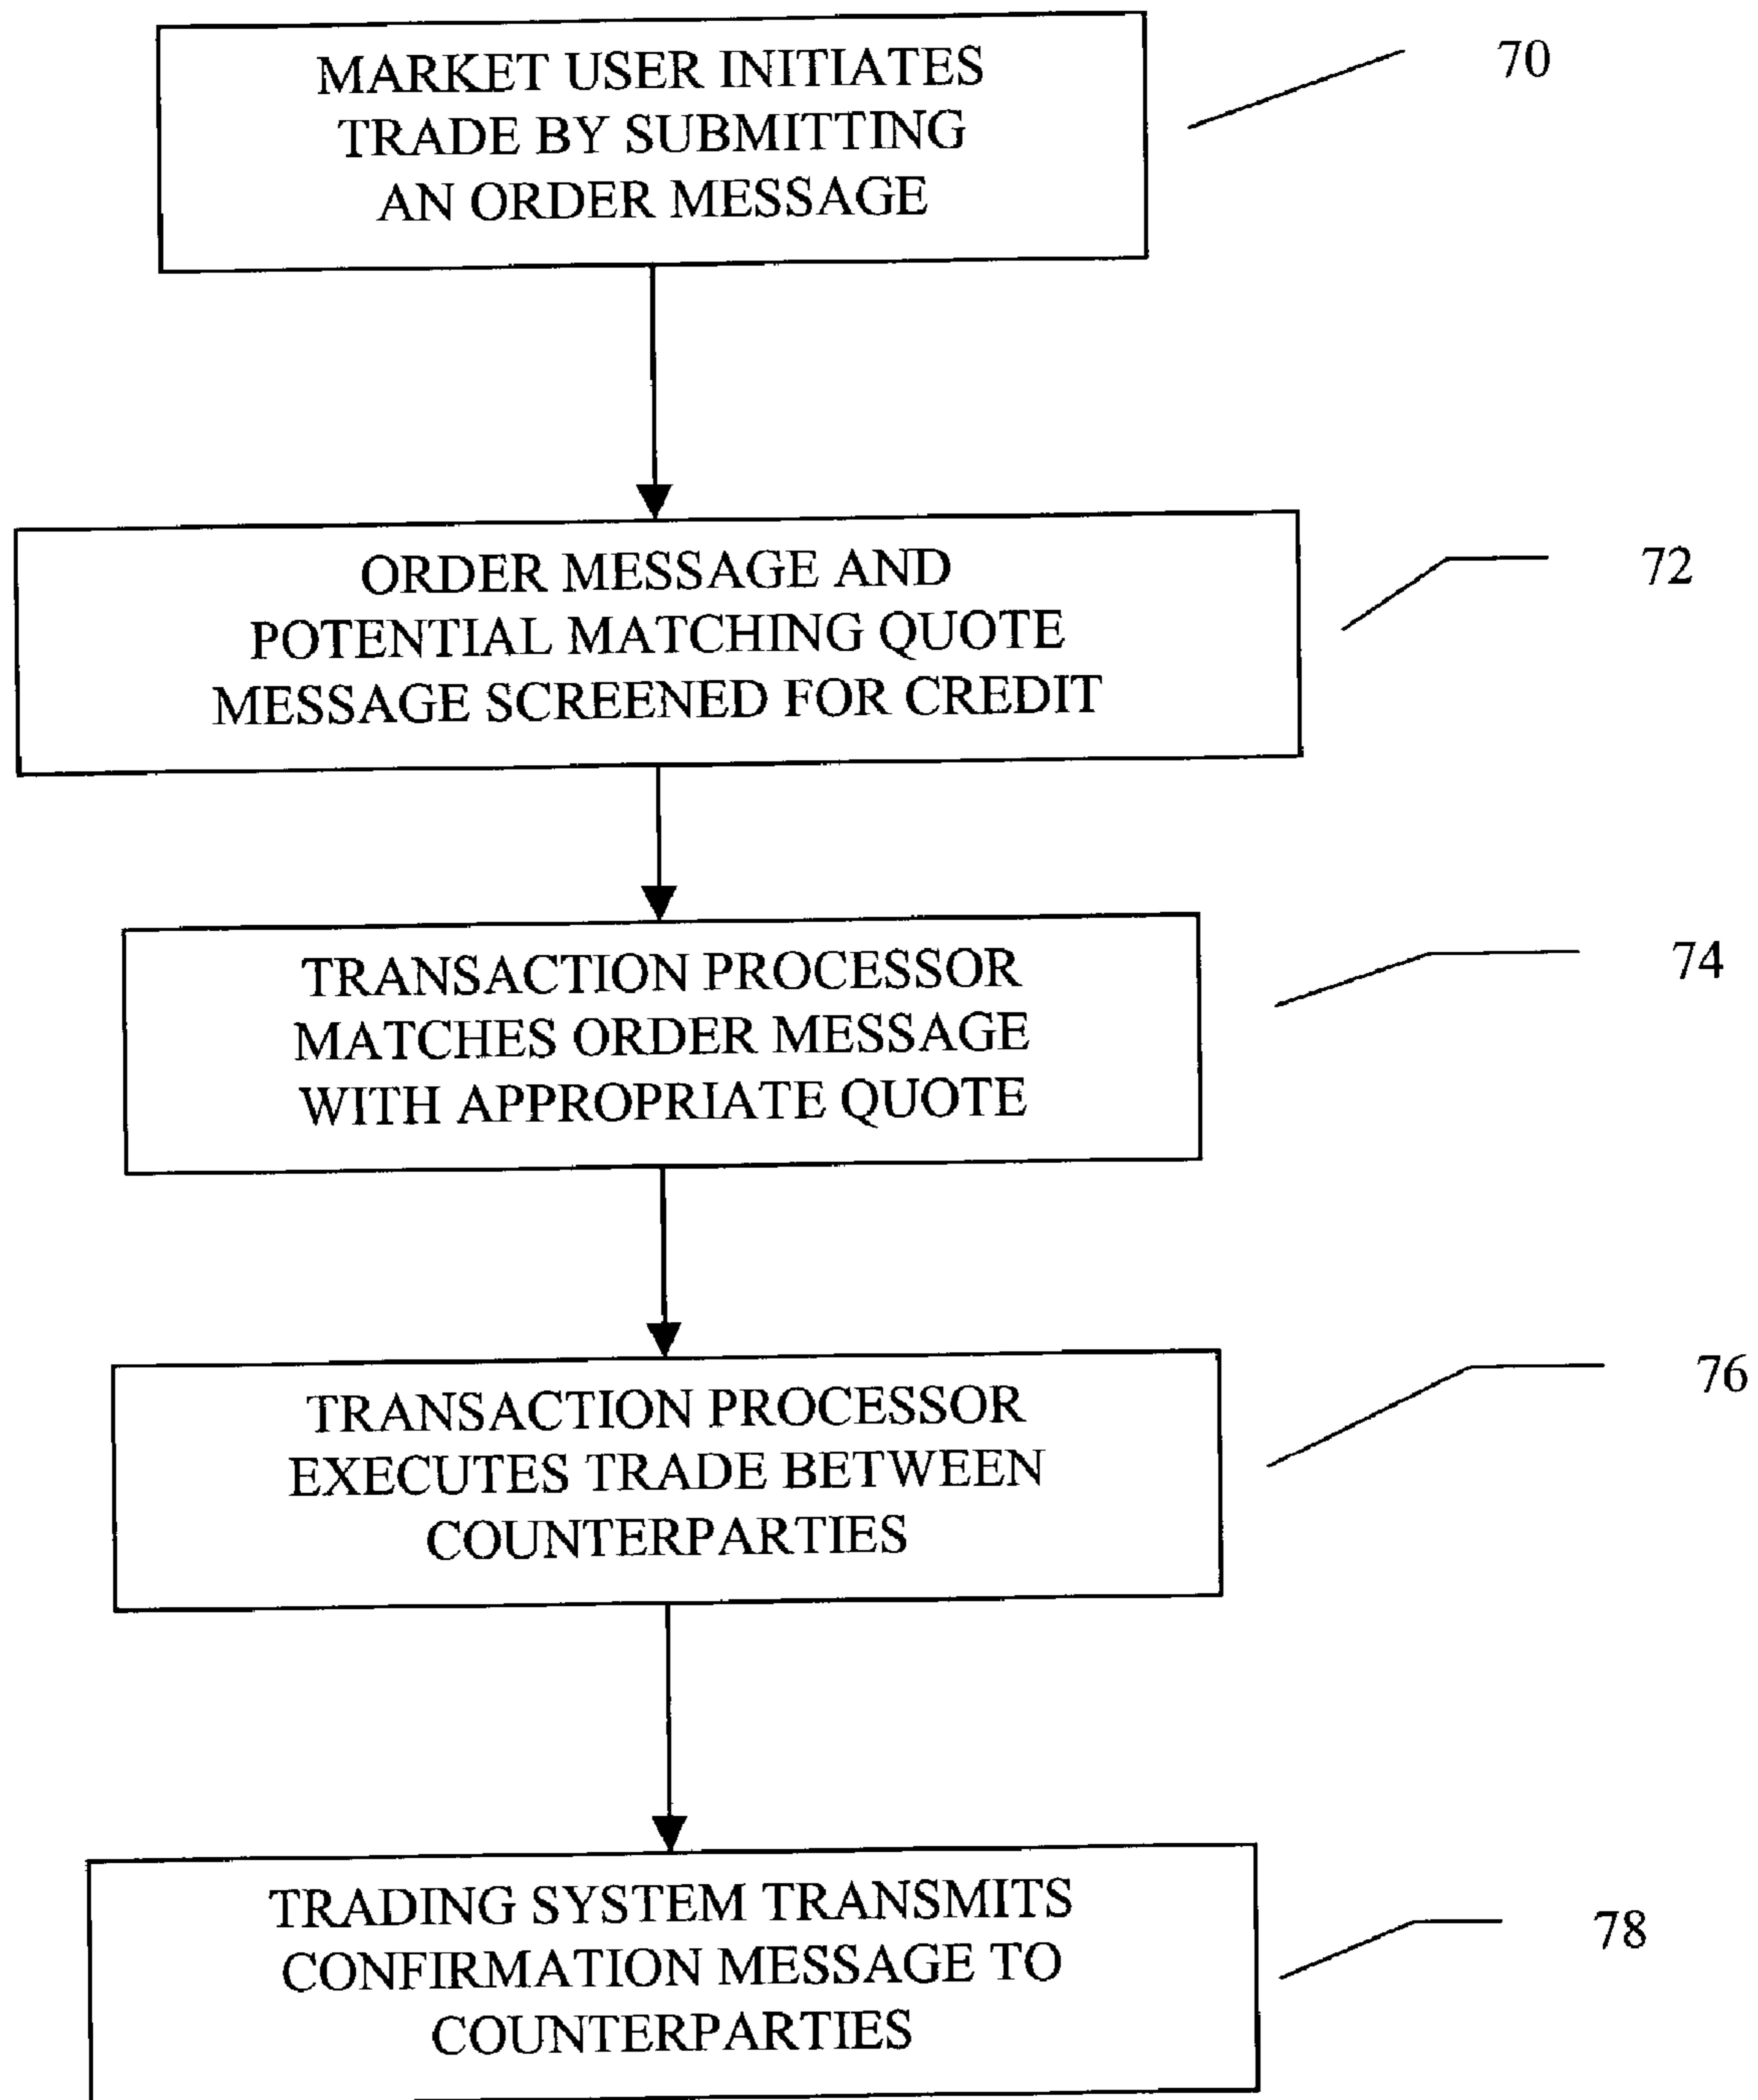 MARKET USER INITIATES
TRADE BY SUBMITTING
AN ORDER MESSAGE
70
ORDER MESSAGE AND
POTENTIAL MATCHING QUOTE
MESSAGE SCREENED FOR CREDIT
72
TRANSACTION PROCESSOR
MATCHES ORDER MESSAGE
WITH APPROPRIATE QUOTE
74
TRANSACTION PROCESSOR
EXECUTES TRADE BETWEEN
COUNTERPARTIES
76
TRADING SYSTEM TRANSMITS
CONFIRMATION MESSAGE TO
COUNTERPARTIES
78